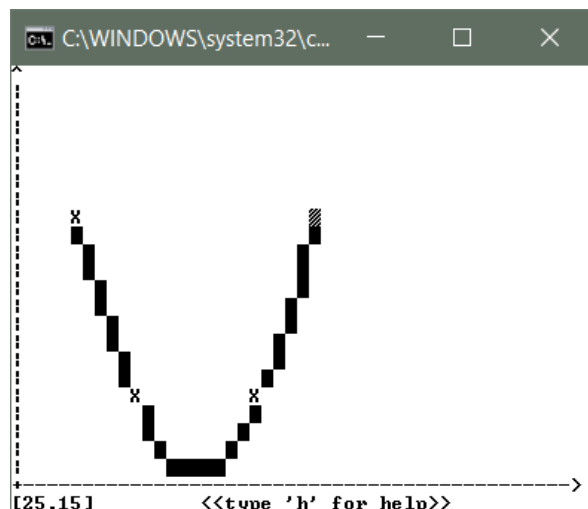 C:\WINDOWS\system32\c...
x
x x
[25,15] <<type 'h' for help>>